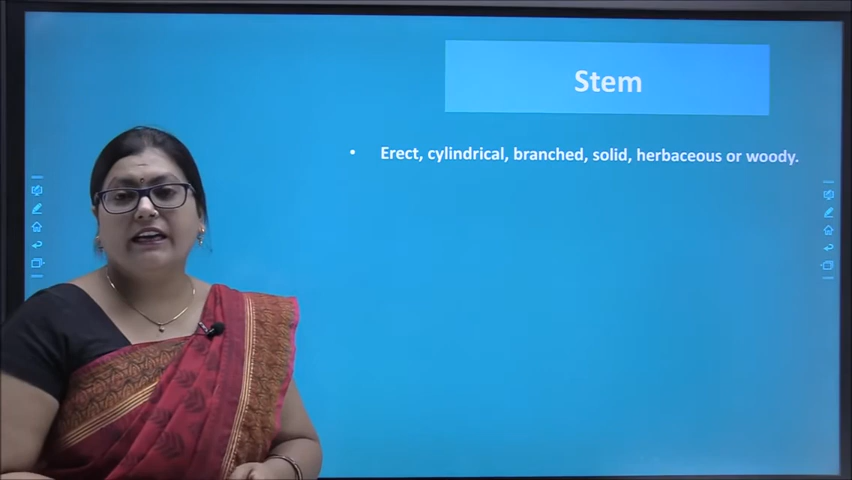 Stem
• Erect, cylindrical, branched, solid, herbaceous or woody.